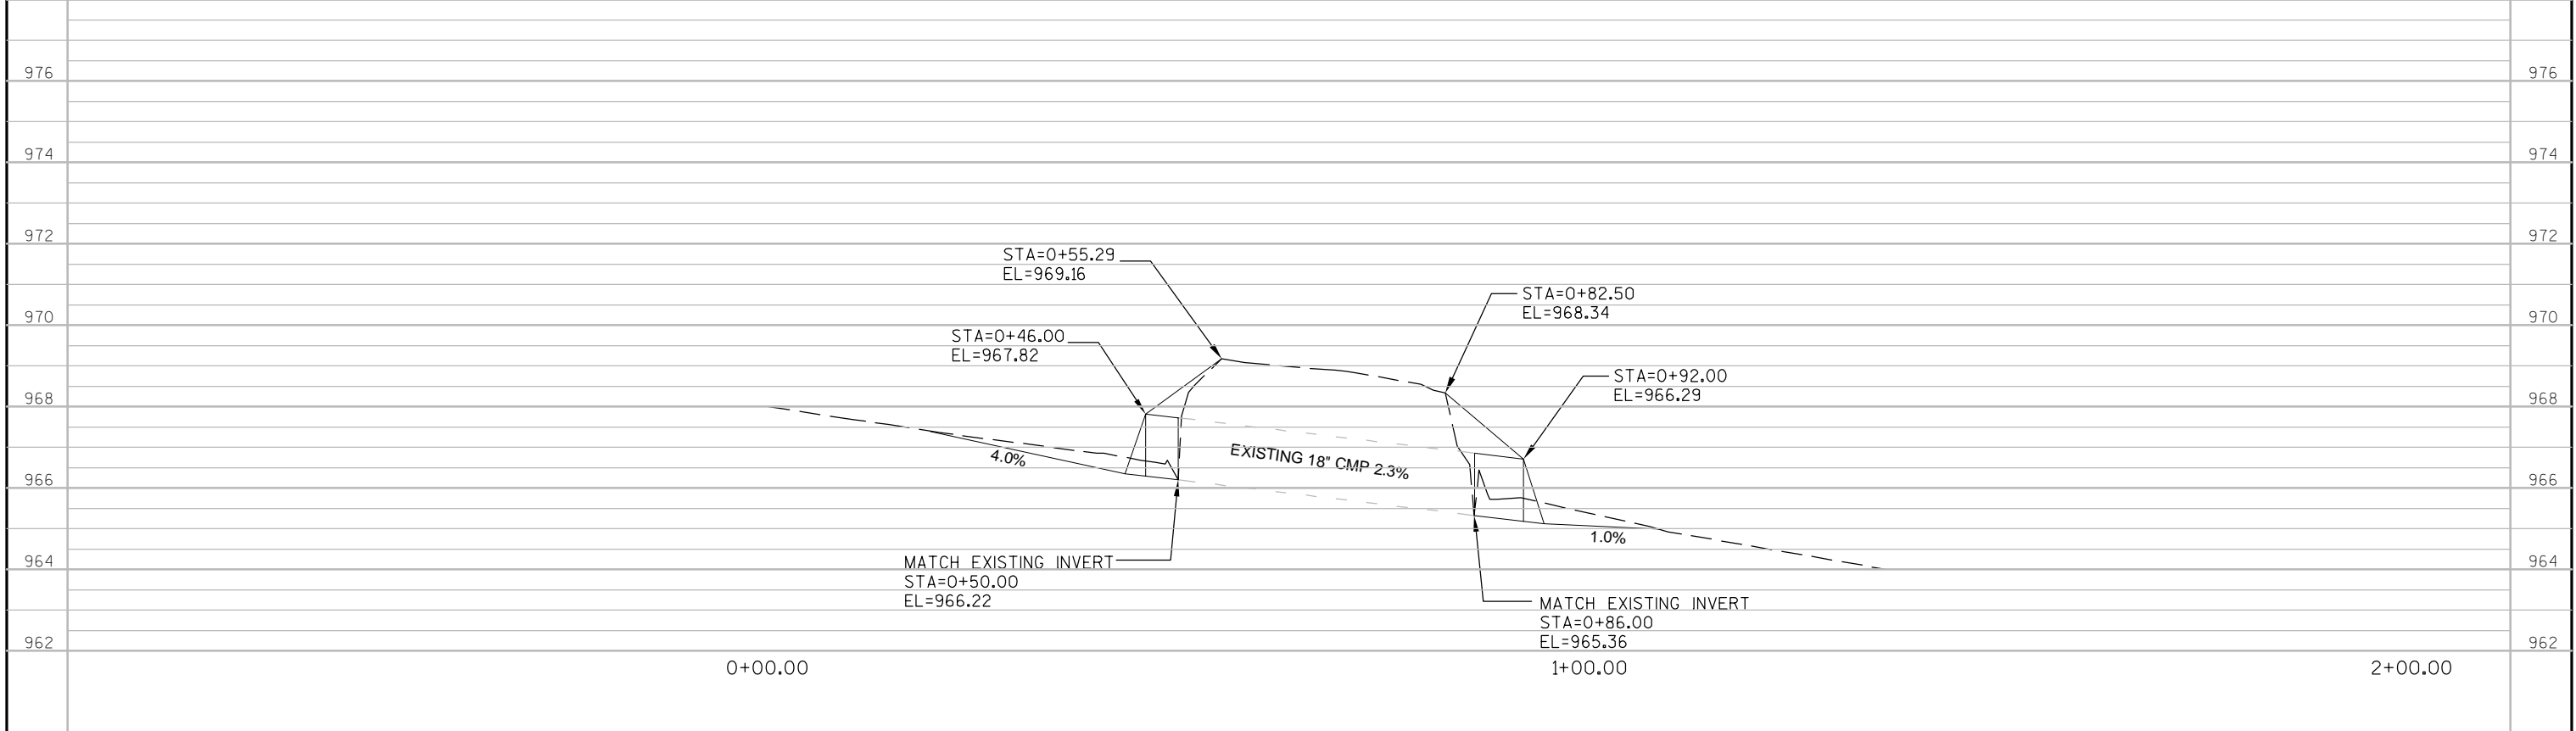 976
976
974
974
972
972
STA=0+55.29
EL=969.16
STA=0+82.50
EL=968.34
970
970
STA=0+46.00
EL=967.82
STA=0+92.00
EL=966.29
968
968
4.0%
EXISTING 18" CMP 2.3%
966
966
1.0%
964
964
MATCH EXISTING INVERT
STA=0+50.00
EL=966.22
MATCH EXISTING INVERT
STA=0+86.00
EL=965.36
962
962
0+00.00
1+00.00
2+00.00